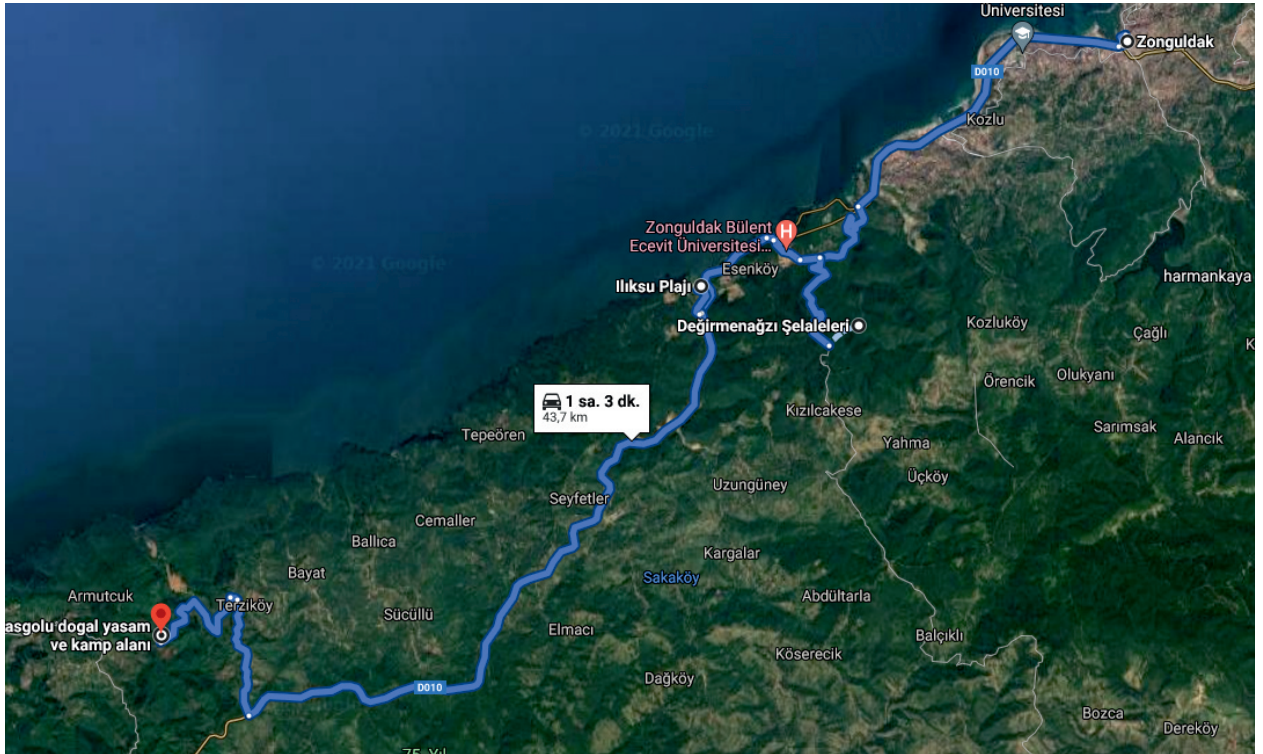 Üniversitesi
Zonguldak
D010
Kozlu
© 2021 Google
Zonguldak Bülent
Ecevit Üniversitesi...
© 2021 Google
Esenköy
harmankaya
Ilıksu Plajı
Değirmenağzı Şelaleleri
Kozluköy
Çağlı
K
Olukyanı
Örencik
1 sa. 3 dk.
43,7 km
Kızılcakese
Sarımsak
Alancık
Tepeören
Yahma
Üçköy
Uzungüney
Seyfetler
Cemaller
Ballıca
Kargalar
Bayat
Sakaköy
Armutcuk
Terziköy
Abdültarla
Sücüllü
asgolu dogal yasam
ve kamp alanı
Elmacı
Balçıklı
Köserecik
Dağköy
D010
Bozca
Dereköy
75. Yıl